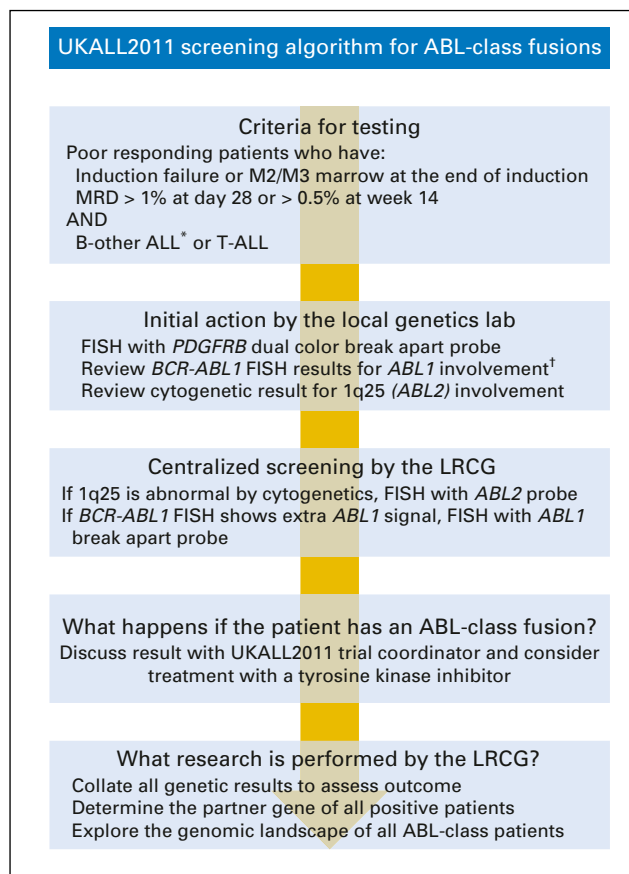 UKALL2011 screening algorithm for ABL-class fusions
Criteria for testing
Poor responding patients who have:
Induction failure or M2/M3 marrow at the end of induction
MRD > 1% at day 28 or > 0.5% at week 14
AND
B-other ALL* or T-ALL
Initial action by the local genetics lab
FISH with PDGFRB dual color break apart probe
Review BCR-ABL1 FISH results for ABL1 involvement†
Review cytogenetic result for 1q25 (ABL2) involvement
Centralized screening by the LRCG
If 1q25 is abnormal by cytogenetics, FISH with ABL2 probe
If BCR-ABL1 FISH shows extra ABL1 signal, FISH with ABL1
break apart probe
What happens if the patient has an ABL-class fusion?
Discuss result with UKALL2011 trial coordinator and consider
treatment with a tyrosine kinase inhibitor
What research is performed by the LRCG?
Collate all genetic results to assess outcome
Determine the partner gene of all positive patients
Explore the genomic landscape of all ABL-class patients